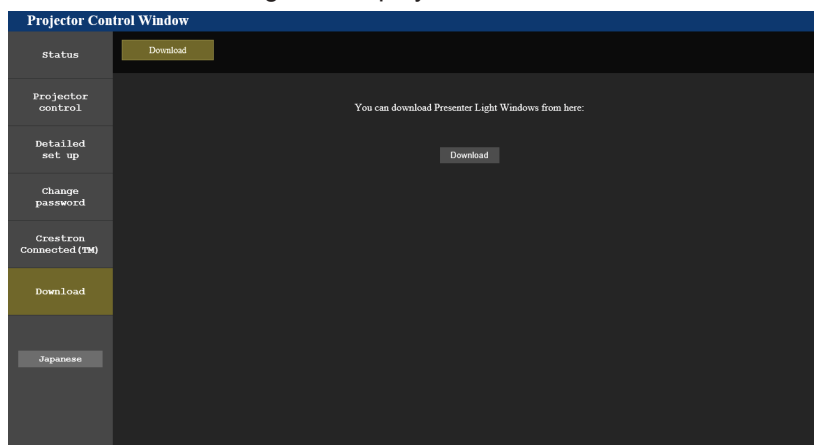 Projector Control Window
Status
Download
Projector
control
Detailed
set up
Change
password
Crestron
Connected(TM)
Download
Japanese
You can download Presenter Light Windows from here:
Download